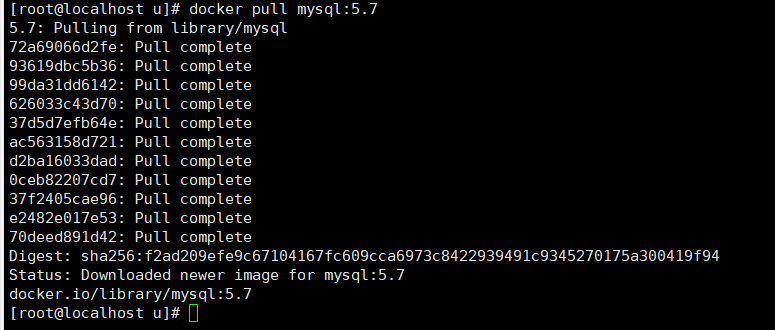 [root@localhost u]# docker pull mysql:5.7
5.7: Pulling from library/mysql
72a69066d2fe: Pull complete
93619dbc5b36: Pull complete
99da31dd6142: Pull complete
626033c43d70: Pull complete
37d5d7efb64e: Pull complete
ac563158d721: Pull complete
d2ba16033dad: Pull complete
0ceb82207cd7: Pull complete
37f2405cae96: Pull complete
e2482e017e53: Pull complete
70deed891d42: Pull complete
Digest: sha256:f2ad209efe9c67104167fc609cca6973c8422939491c9345270175a300419f94
Status: Downloaded newer image for mysql:5.7
docker.io/library/mysql:5.7
[root@localhost u]#